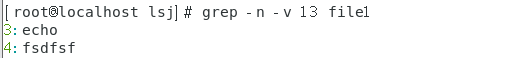 [root@localhost lsj]# grep -n -v 13 file1
3:echo
4:fsdfsf